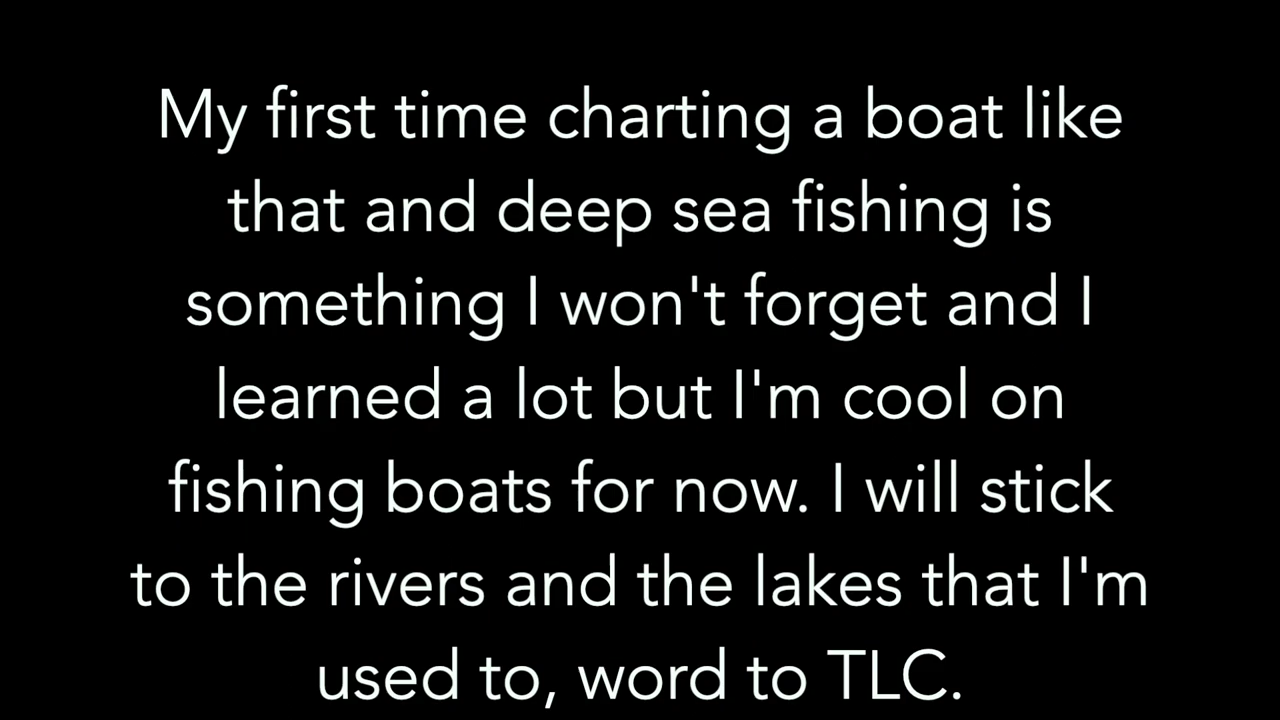 My first time charting a boat like
that and deep sea fishing is
something I won't forget and I
learned a lot but I'm cool on
fishing boats for now. I will stick
to the rivers and the lakes that I'm
used to, word to TLC.